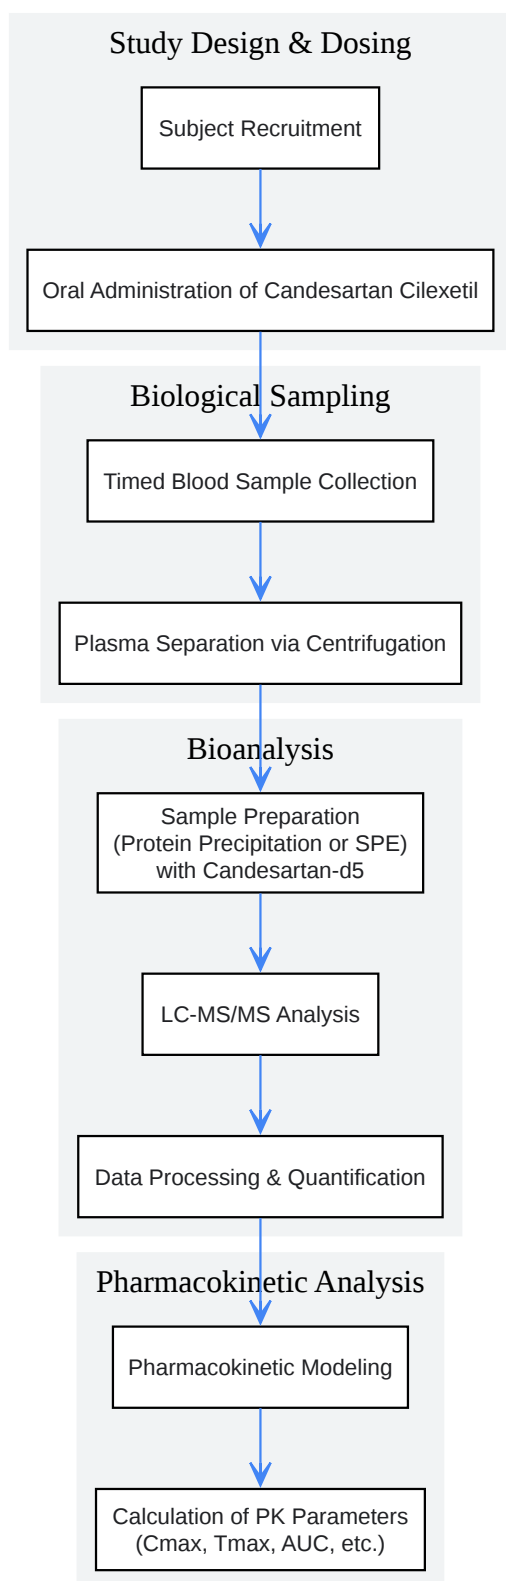 Study Design & Dosing
Subject Recruitment
Oral Administration of Candesartan Cilexetil
Biological Sampling
Timed Blood Sample Collection
Plasma Separation via Centrifugation
Bioanalysis
Sample Preparation
(Protein Precipitation or SPE)
with Candesartan-d5
LC-MS/MS Analysis
Data Processing & Quantification
Pharmacokinetic Analysis
Pharmacokinetic Modeling
Calculation of PK Parameters
(Cmax, Tmax, AUC, etc.)